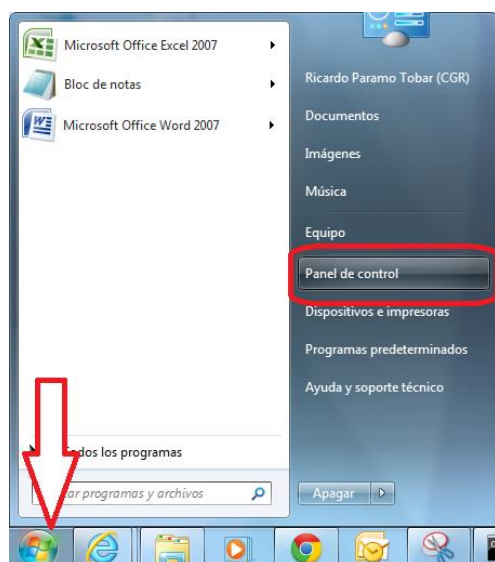 Microsoft Office Excel 2007
Bloc de notas
Microsoft Office Word 2007
los programas
programas y archivos
Ricardo Paramo Tobar (CGR)
Documentos
Imágenes
Música
Equipo
Panel de control
Dispositivos e impresoras
Programas predeterminados
Ayuda y soporte técnico
Apagar